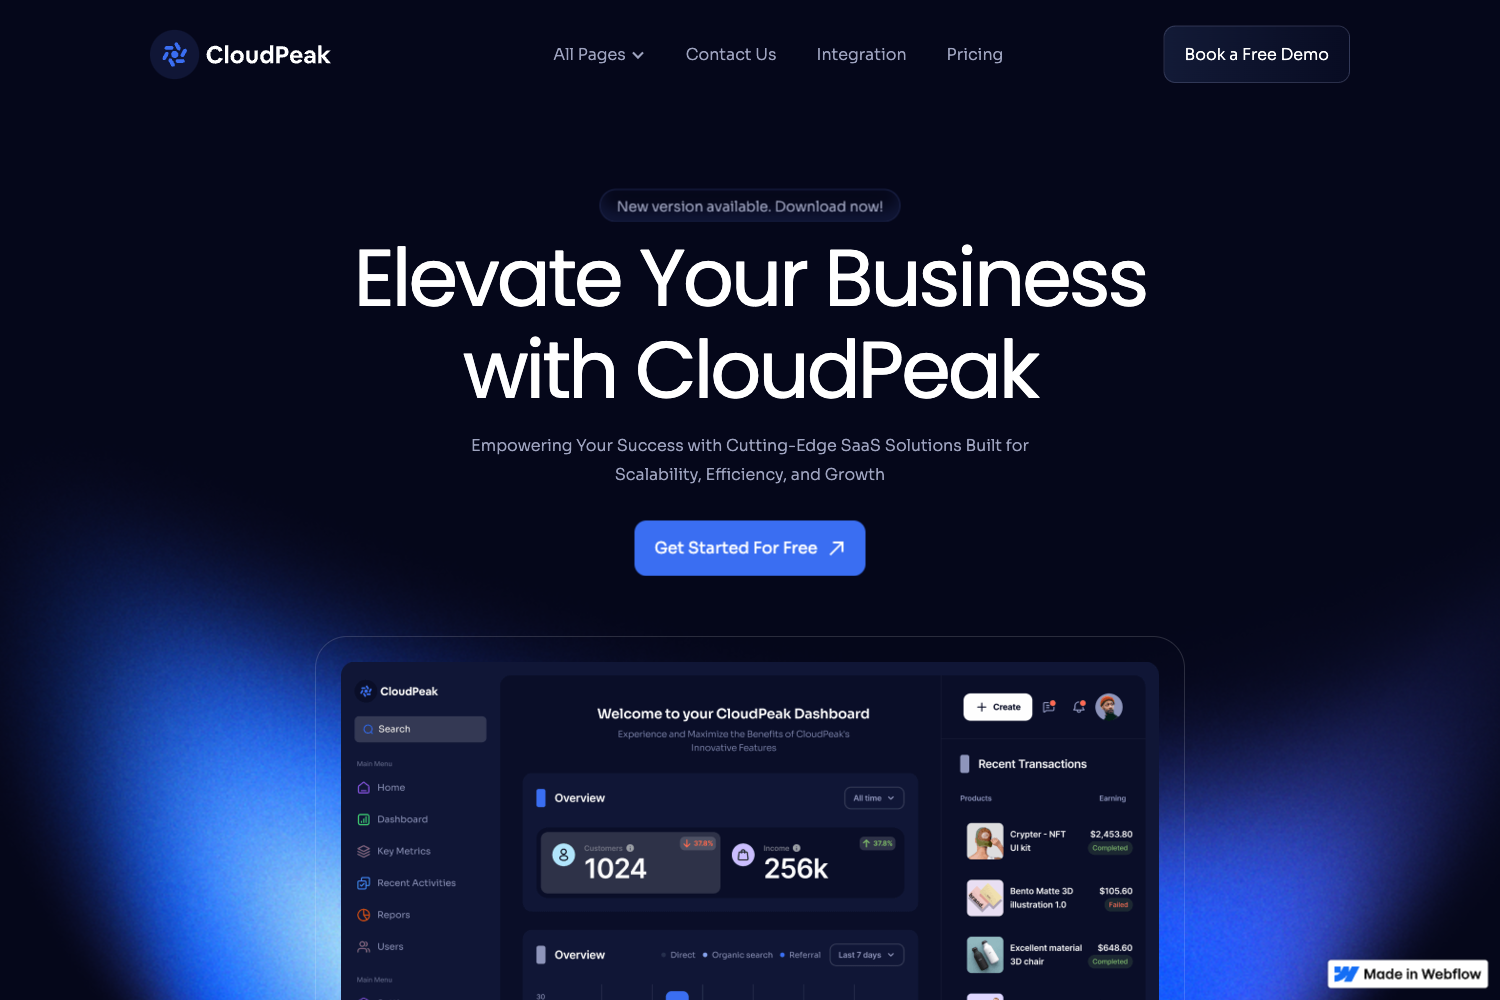 CloudPeak
All Pages
Contact Us
Integration
Pricing
Book a Free Demo
New version available. Download now!
Elevate Your Business
with CloudPeak
Empowering Your Success with Cutting-Edge SaaS Solutions Built for
Scalability, Efficiency, and Growth
Get Started For Free
CloudPeak
Search
Main Menu
Home
Dashboard
Key Metrics
Recent Activities
Repors
Users
Main Menu
Welcome to your CloudPeak Dashboard
Experience and Maximize the Benefits of CloudPeak's
Innovative Features
Overview
All time
Customers
37.8%
1024
Income
37.8%
256k
Overview
Direct
Organic search
Referral
Last 7 days
30
Create
Recent Transactions
Products
Earning
Crypter - NFT
UI kit
$2,453.80
Completed
Bento Matte 3D
illustration 1.0
$105.60
Failed
Excellent material
3D chair
$648.60
Completed
Made in Webflow